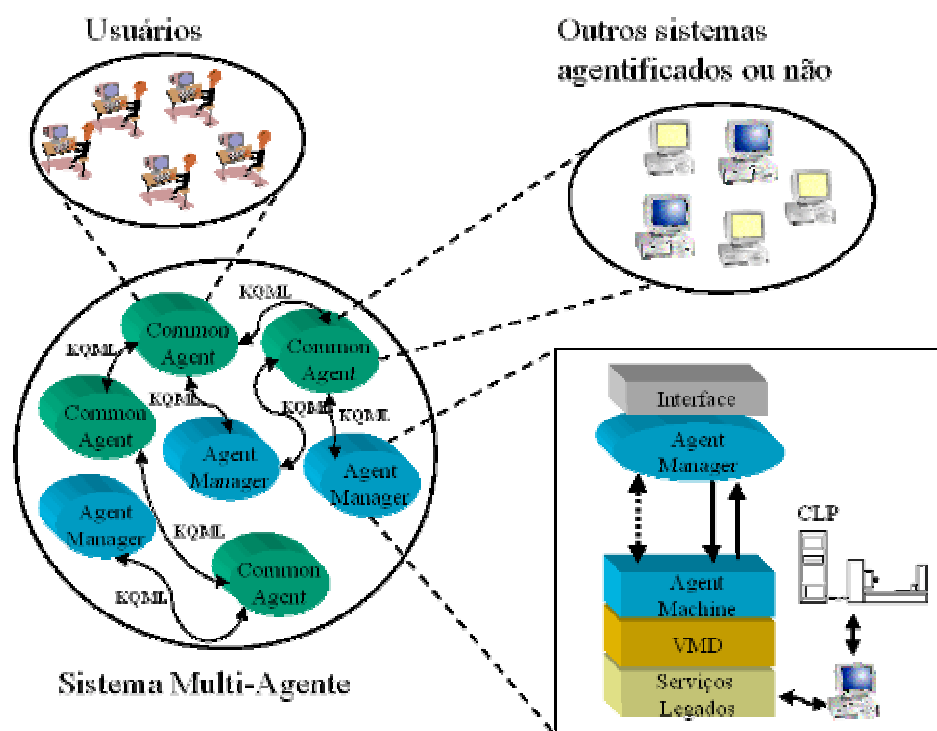 Usuários
Outros sistemas
agentificados ou não
KQML
Common
Agent
KQML
Common
Agent
KQML
KQML
KQML
Common
Agent
Agent
Manager
Agent
Manager
Agent
Manager
KQML
Common
Agent
KQML
Sistema Multi-Agente
Interface
Agent
Manager
CLP
Agent
Machine
VMD
Serviços
Legados